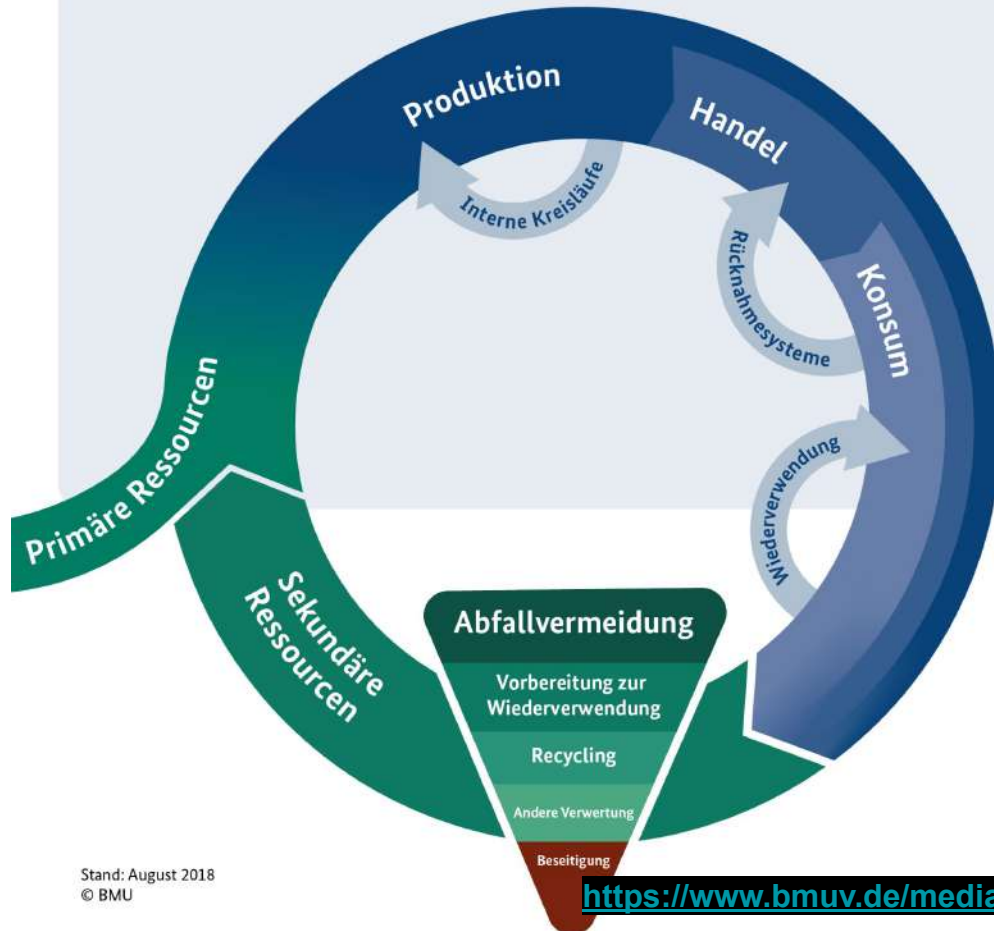 Produktion
Handel
Interne Kreisläufe
Rücknahmesysteme
Konsum
Primäre Ressourcen
Wiederverwendung
Sekundäre
Ressourcen
Abfallvermeidung
Vorbereitung zur
Wiederverwendung
Recycling
Andere Verwertung
Beseitigung
Stand: August 2018
© BMU
https://www.bmuv.de/media